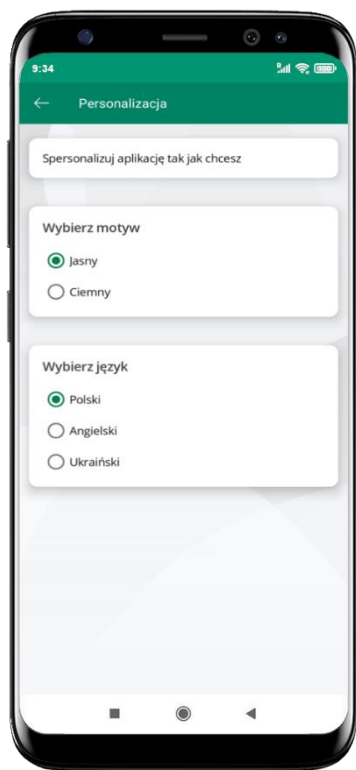 9:34
Personalizacja
Spersonalizuj aplikację tak jak chcesz
Wybierz motyw
Jasny
Ciemny
Wybierz język
Polski
Angielski
Ukraiński